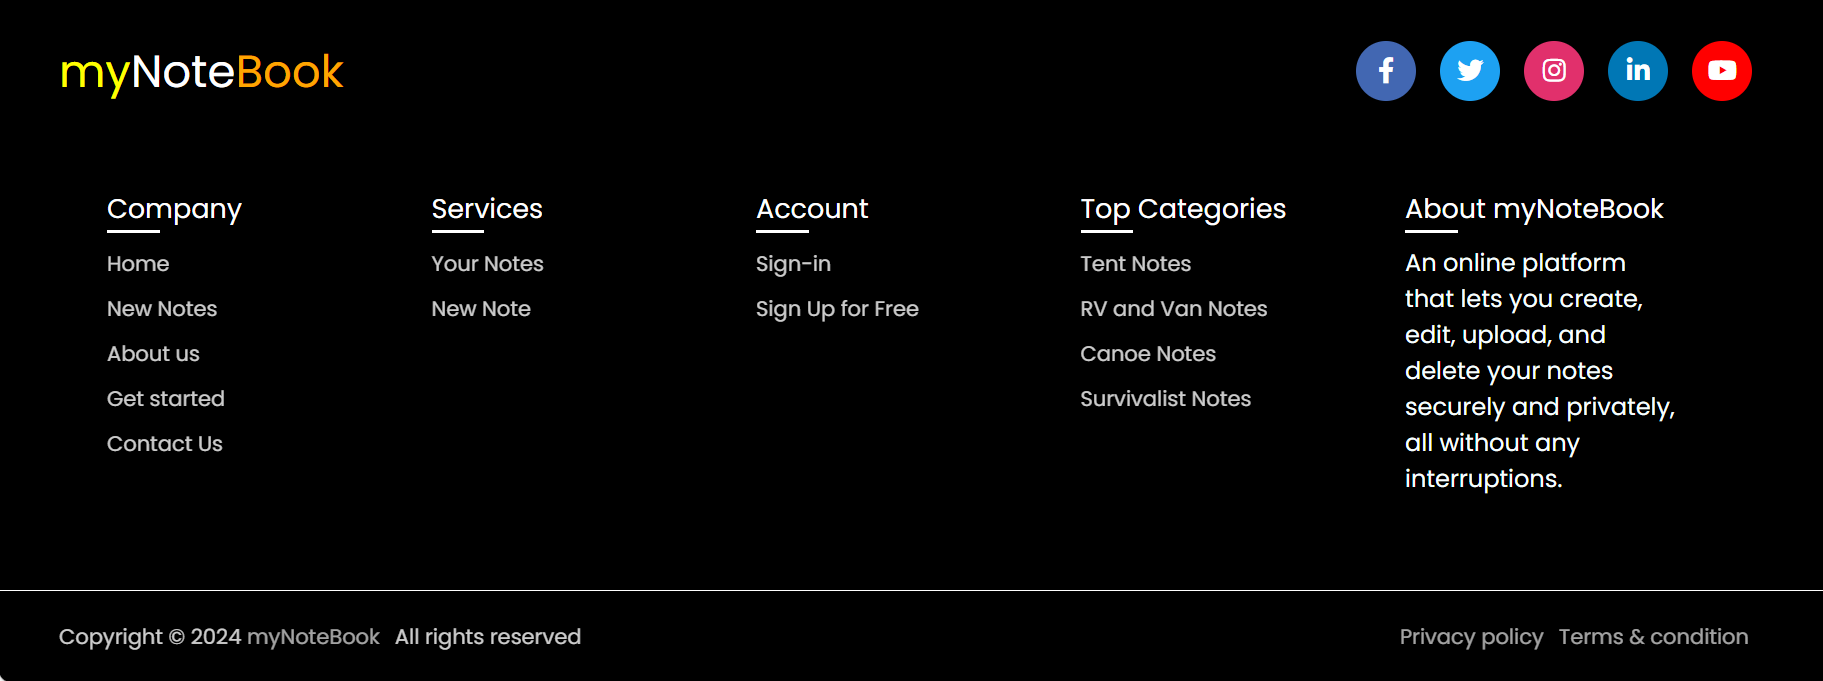 myNoteBook
Company
Home
New Notes
About us
Get started
Contact Us
Services
Your Notes
New Note
Account
Sign-in
Sign Up for Free
Top Categories
Tent Notes
RV and Van Notes
Canoe Notes
Survivalist Notes
About myNoteBook
An online platform
that lets you create,
edit, upload, and
delete your notes
securely and privately,
all without any
interruptions.
Copyright © 2024 myNoteBook All rights reserved
Privacy policy Terms & condition